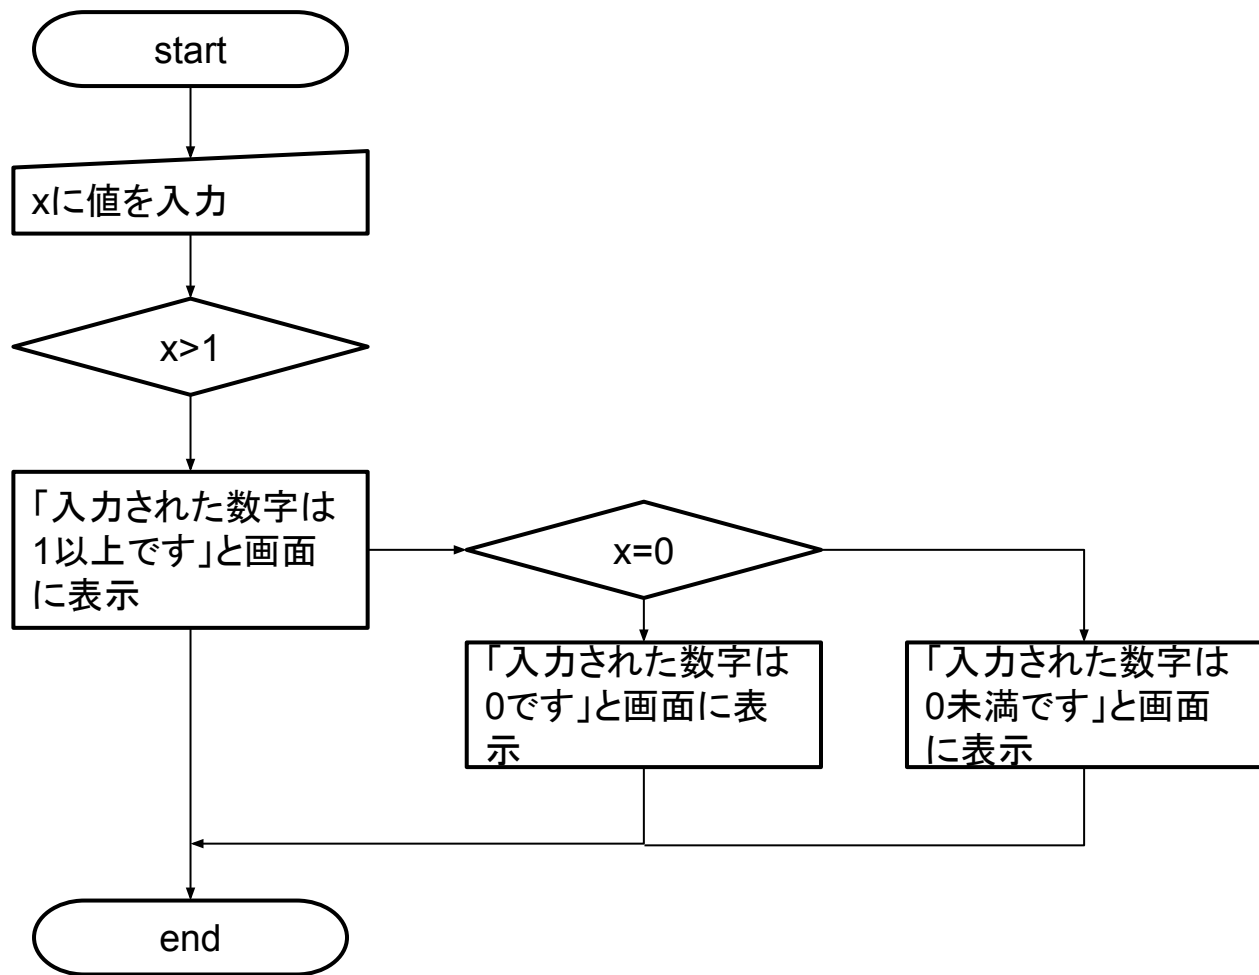 start
xに値を入力
x>1
「入力された数字は
1以上です」と画面
に表示
x=0
「入力された数字は
0です」と画面に表
示
「入力された数字は
0未満です」と画面
に表示
end